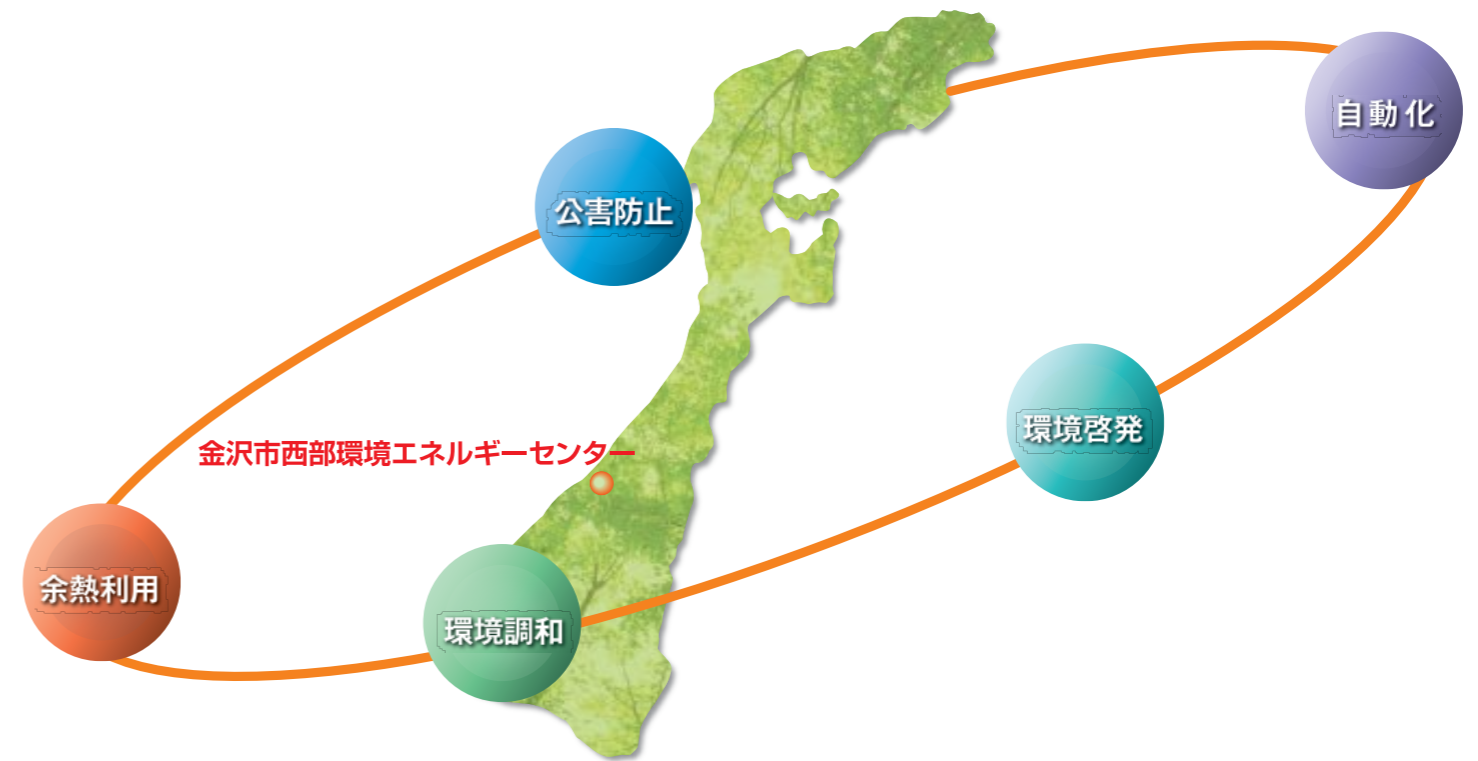 自動化
公害防止
環境啓発
金沢市西部環境エネルギーセンター
余熱利用
環境調和